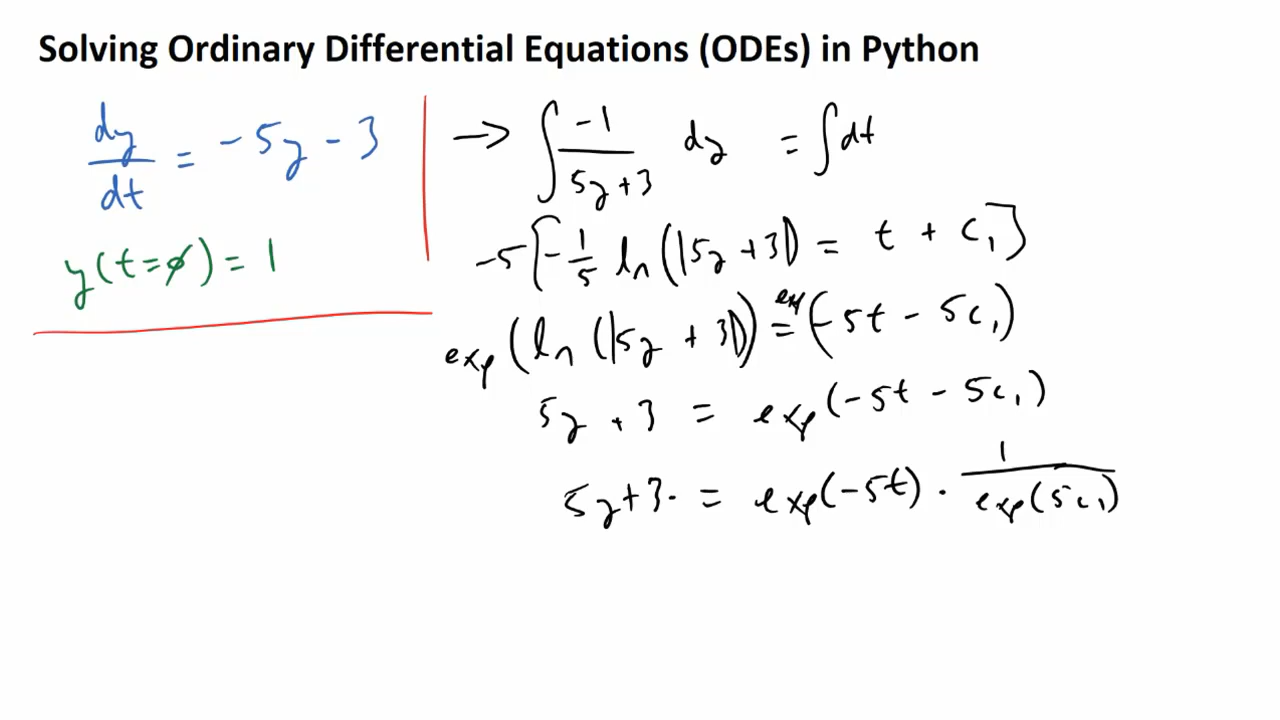 Solving Ordinary Differential Equations (ODEs) in Python
dy/dt = -5y - 3
y(t=∅) = 1
→ ∫ -1/(5y+3) dy = ∫dt
-5[-1/5 ln(|5y+3|) = t + c₁]
exp(ln(|5y+3|)) = exp(-5t - 5c₁)
5y + 3 = exp(-5t - 5c₁)
5y+3. = exp(-5t) · 1/exp(5c₁)